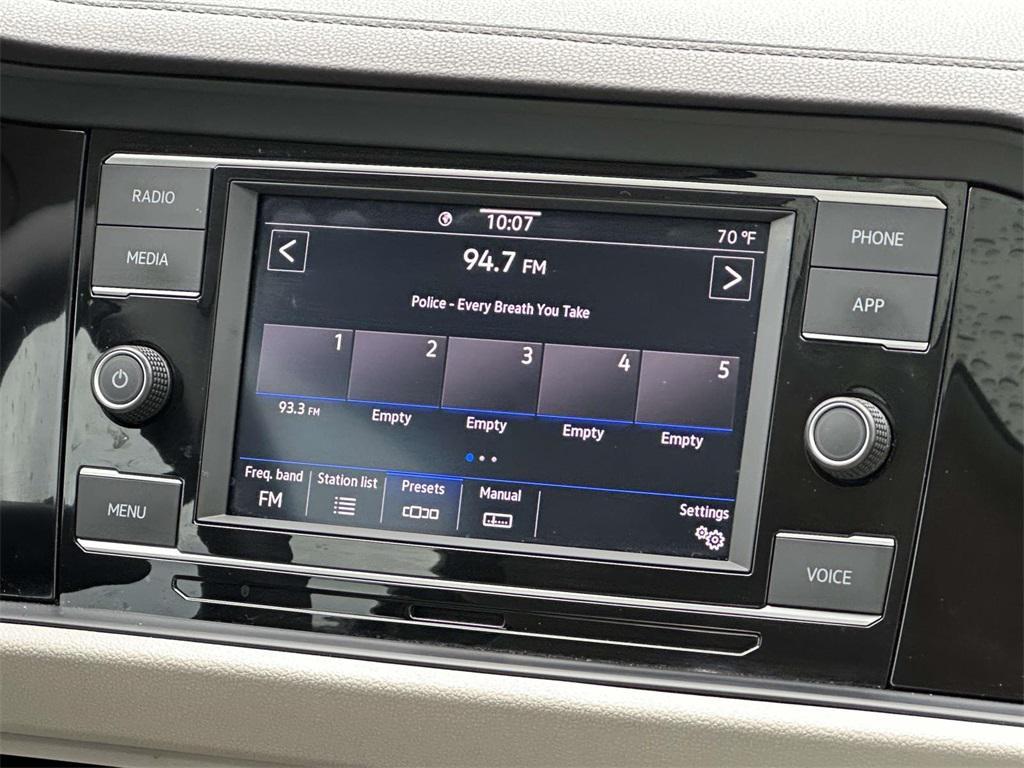 RADIO
MEDIA
MENU
10:07
70 °F
<
94.7 FM
>
Police - Every Breath You Take
1 2 3 4 5
93.3 FM Empty Empty Empty Empty
Freq. band Station list Presets Manual Settings
FM
PHONE
APP
VOICE